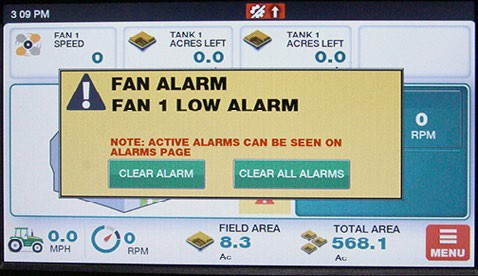 3 09 PM
FAN 1
SPEED
0
TANK 1
ACRES LEFT
0.0
TANK 1
ACRES LEFT
0.0
FAN ALARM
FAN 1 LOW ALARM
NOTE: ACTIVE ALARMS CAN BE SEEN ON
ALARMS PAGE
CLEAR ALARM
CLEAR ALL ALARMS
0
RPM
0.0
MPH
0
RPM
FIELD AREA
8.3
Ac
TOTAL AREA
568.1
Ac
MENU